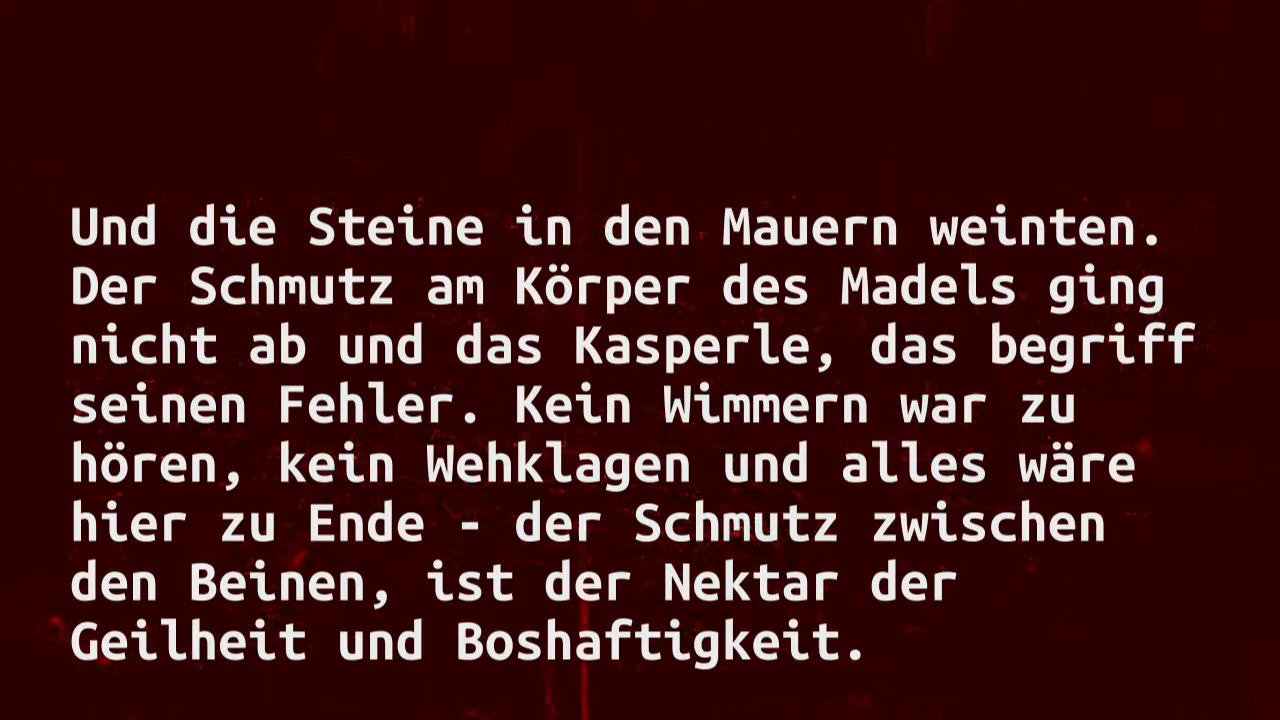 Und die Steine in den Mauern weinten.
Der Schmutz am Körper des Madels ging
nicht ab und das Kasperle, das begriff
seinen Fehler. Kein Wimmern war zu
hören, kein Wehklagen und alles wäre
hier zu Ende - der Schmutz zwischen
den Beinen, ist der Nektar der
Geilheit und Boshaftigkeit.